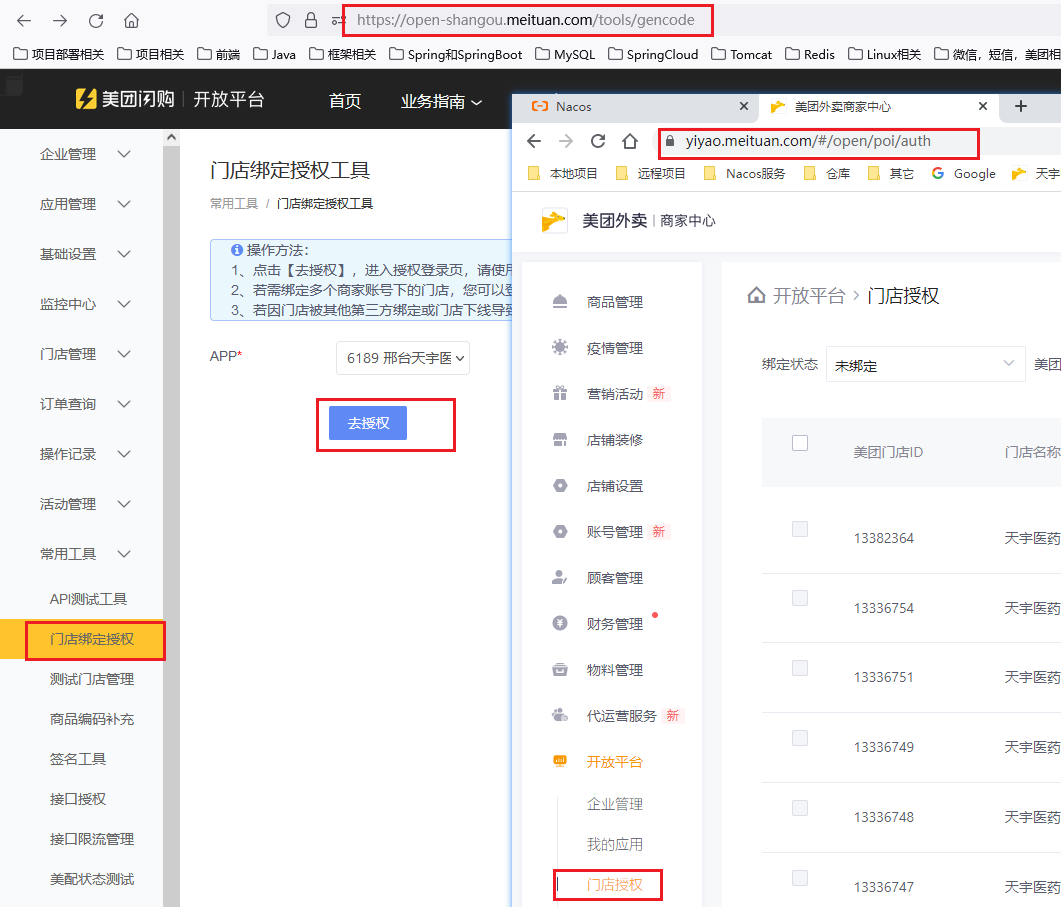 https://open-shangou.meituan.com/tools/gencode
项目部署相关 项目相关 前端 Java 框架相关 Spring和SpringBoot MySQL SpringCloud Tomcat Redis Linux相关 微信，短信，美团相
美团闪购 开放平台 首页 业务指南
企业管理
应用管理
基础设置
监控中心
门店管理
订单查询
操作记录
活动管理
常用工具
API测试工具
门店绑定授权
测试门店管理
商品编码补充
签名工具
接口授权
接口限流管理
美配状态测试
门店绑定授权工具
常用工具 / 门店绑定授权工具
操作方法：
1、点击【去授权】，进入授权登录页，请使用
2、若需绑定多个商家账号下的门店，您可以登
3、若因门店被其他第三方绑定或门店下线导致
APP* 6189 邢台天宇医
去授权
Nacos 美团外卖商家中心
yiyao.meituan.com/#/open/poi/auth
本地项目 远程项目 Nacos服务 仓库 其它 Google 天宇
美团外卖 商家中心
商品管理
疫情管理
营销活动 新
店铺装修
店铺设置
账号管理 新
顾客管理
财务管理
物料管理
代运营服务 新
开放平台
企业管理
我的应用
门店授权
开放平台 > 门店授权
绑定状态 未绑定 美团
美团门店ID 门店名称
13382364 天宇医药
13336754 天宇医药
13336751 天宇医药
13336749 天宇医药
13336748 天宇医药
13336747 天宇医药